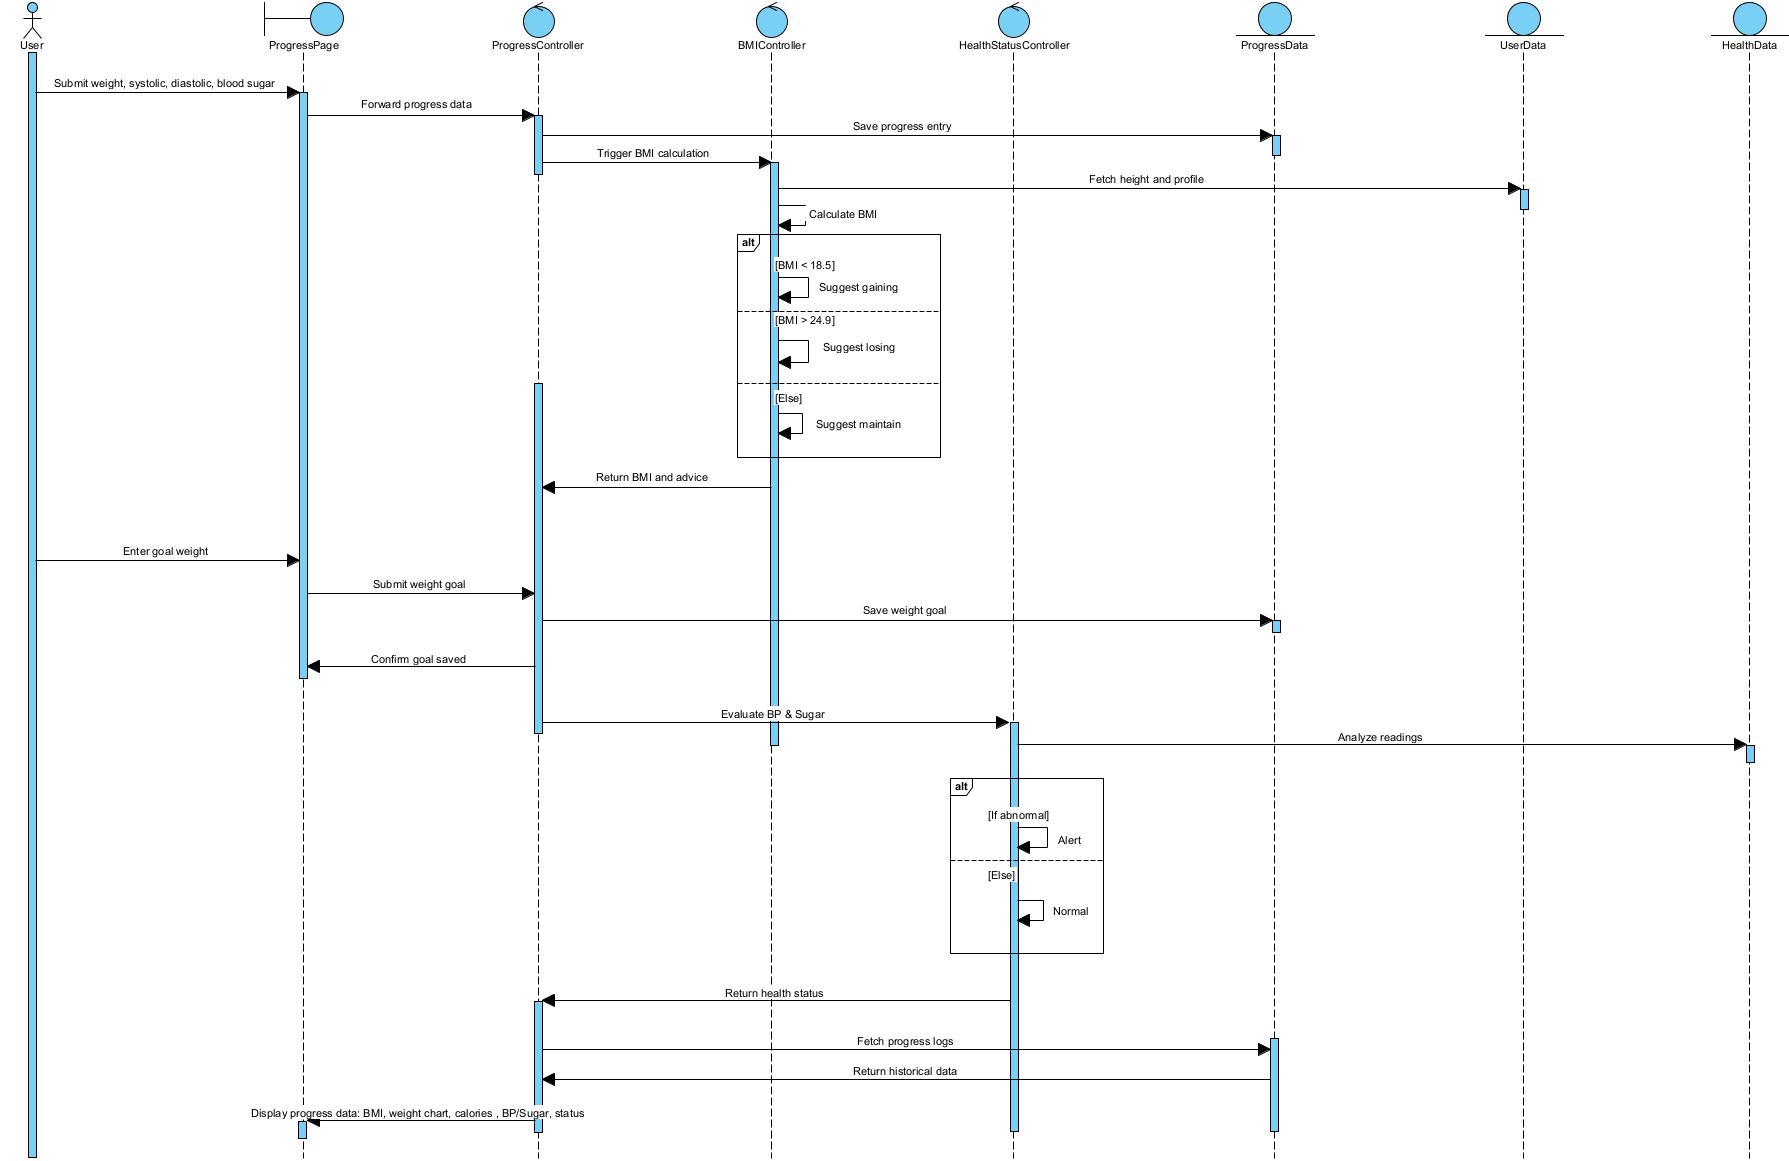 User
ProgressPage
ProgressController
BMIController
HealthStatusController
ProgressData
UserData
HealthData
Submit weight, systolic, diastolic, blood sugar
Forward progress data
Save progress entry
Trigger BMI calculation
Fetch height and profile
Calculate BMI
alt
[BMI < 18.5]
Suggest gaining
[BMI > 24.9]
Suggest losing
[Else]
Suggest maintain
Return BMI and advice
Enter goal weight
Submit weight goal
Save weight goal
Confirm goal saved
Evaluate BP & Sugar
Analyze readings
alt
[If abnormal]
Alert
[Else]
Normal
Return health status
Fetch progress logs
Return historical data
Display progress data: BMI, weight chart, calories , BP/Sugar, status